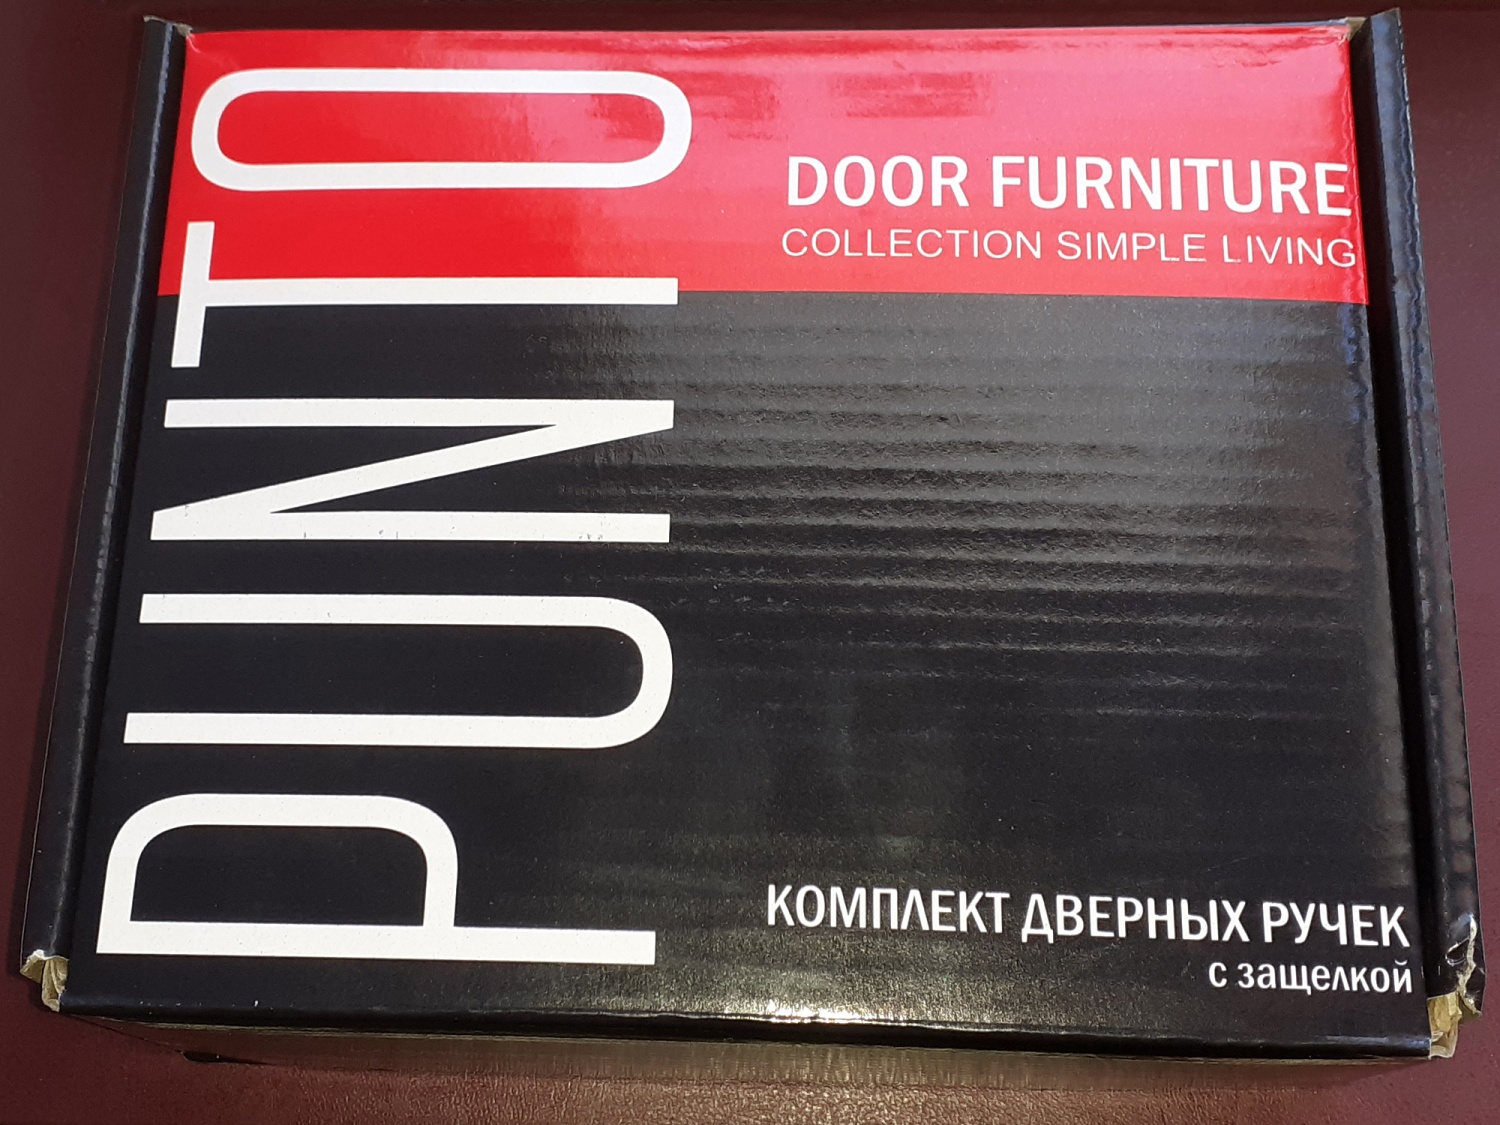 PUNTO
DOOR FURNITURE
COLLECTION SIMPLE LIVING
КОМПЛЕКТ ДВЕРНЫХ РУЧЕК
с защелкой